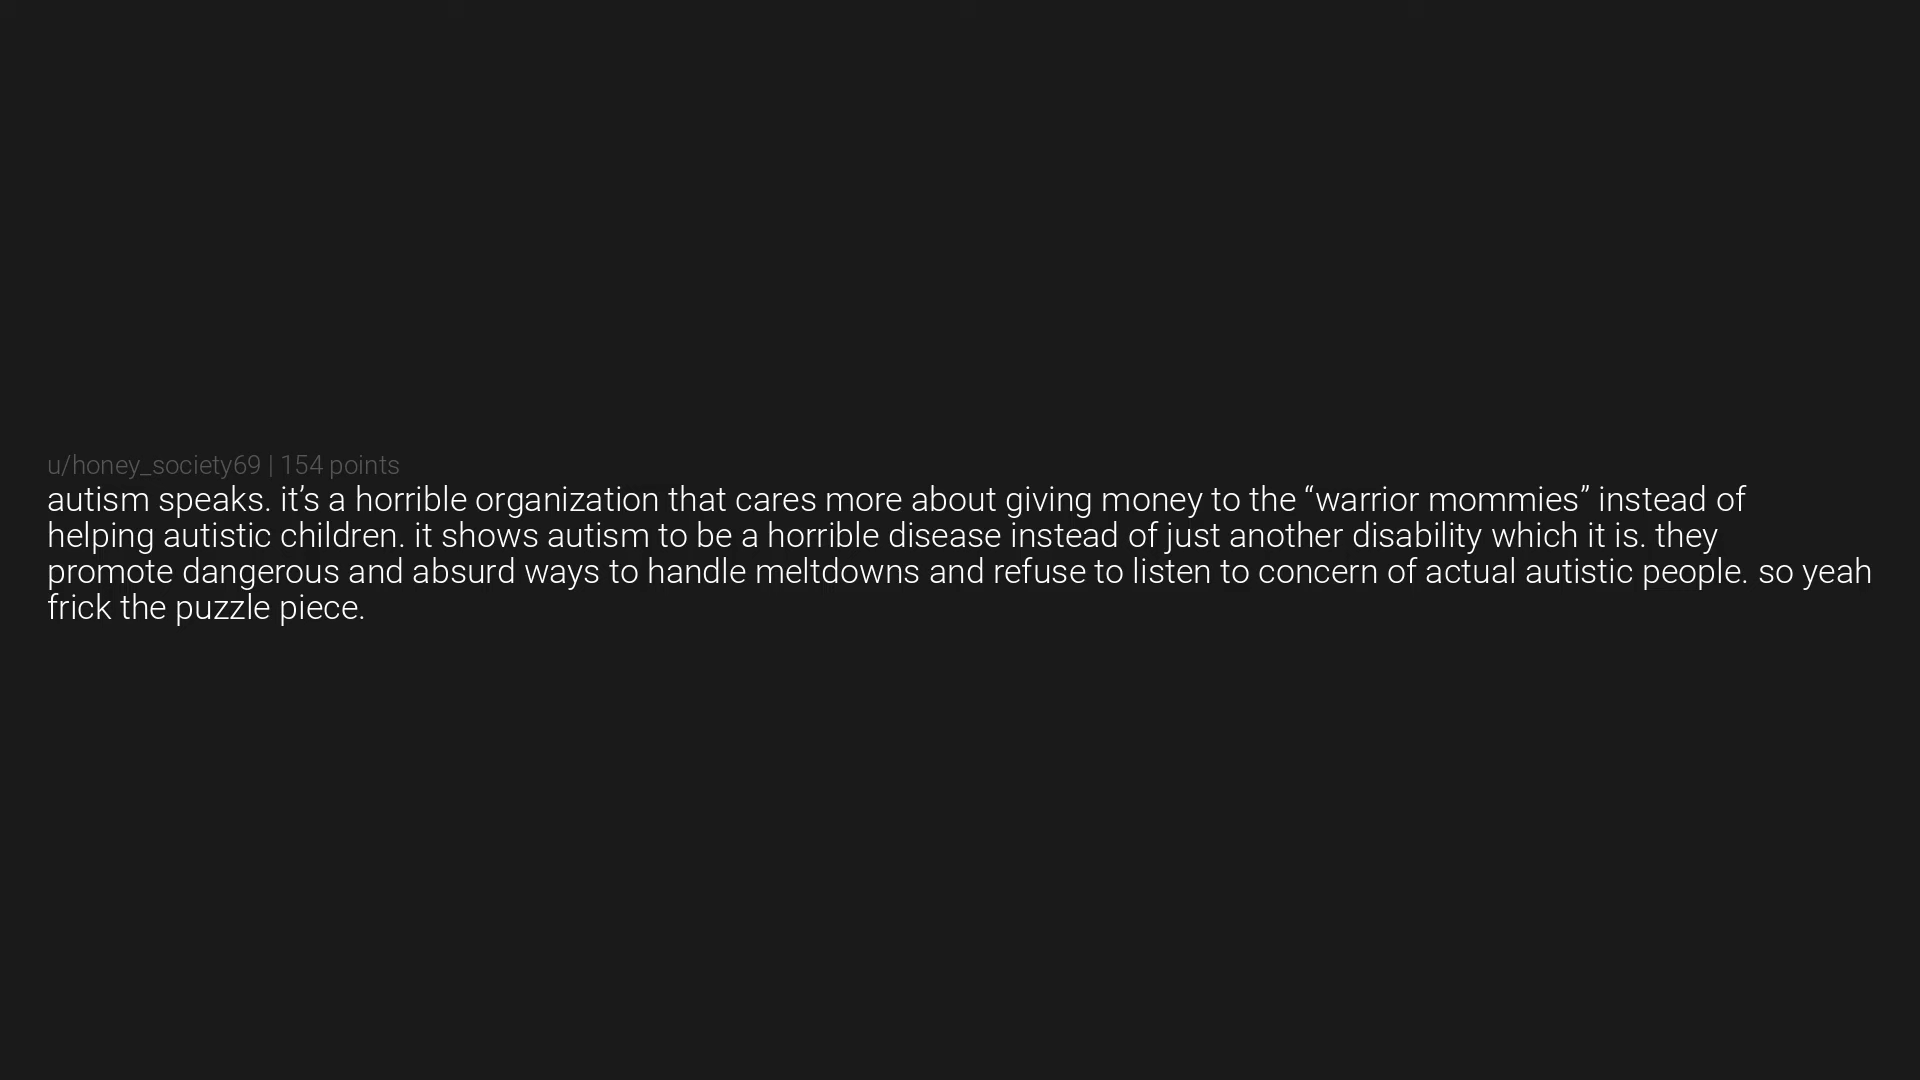 u/honey_society69 | 154 points
autism speaks. it’s a horrible organization that cares more about giving money to the “warrior mommies” instead of
helping autistic children. it shows autism to be a horrible disease instead of just another disability which it is. they
promote dangerous and absurd ways to handle meltdowns and refuse to listen to concern of actual autistic people. so yeah
frick the puzzle piece.